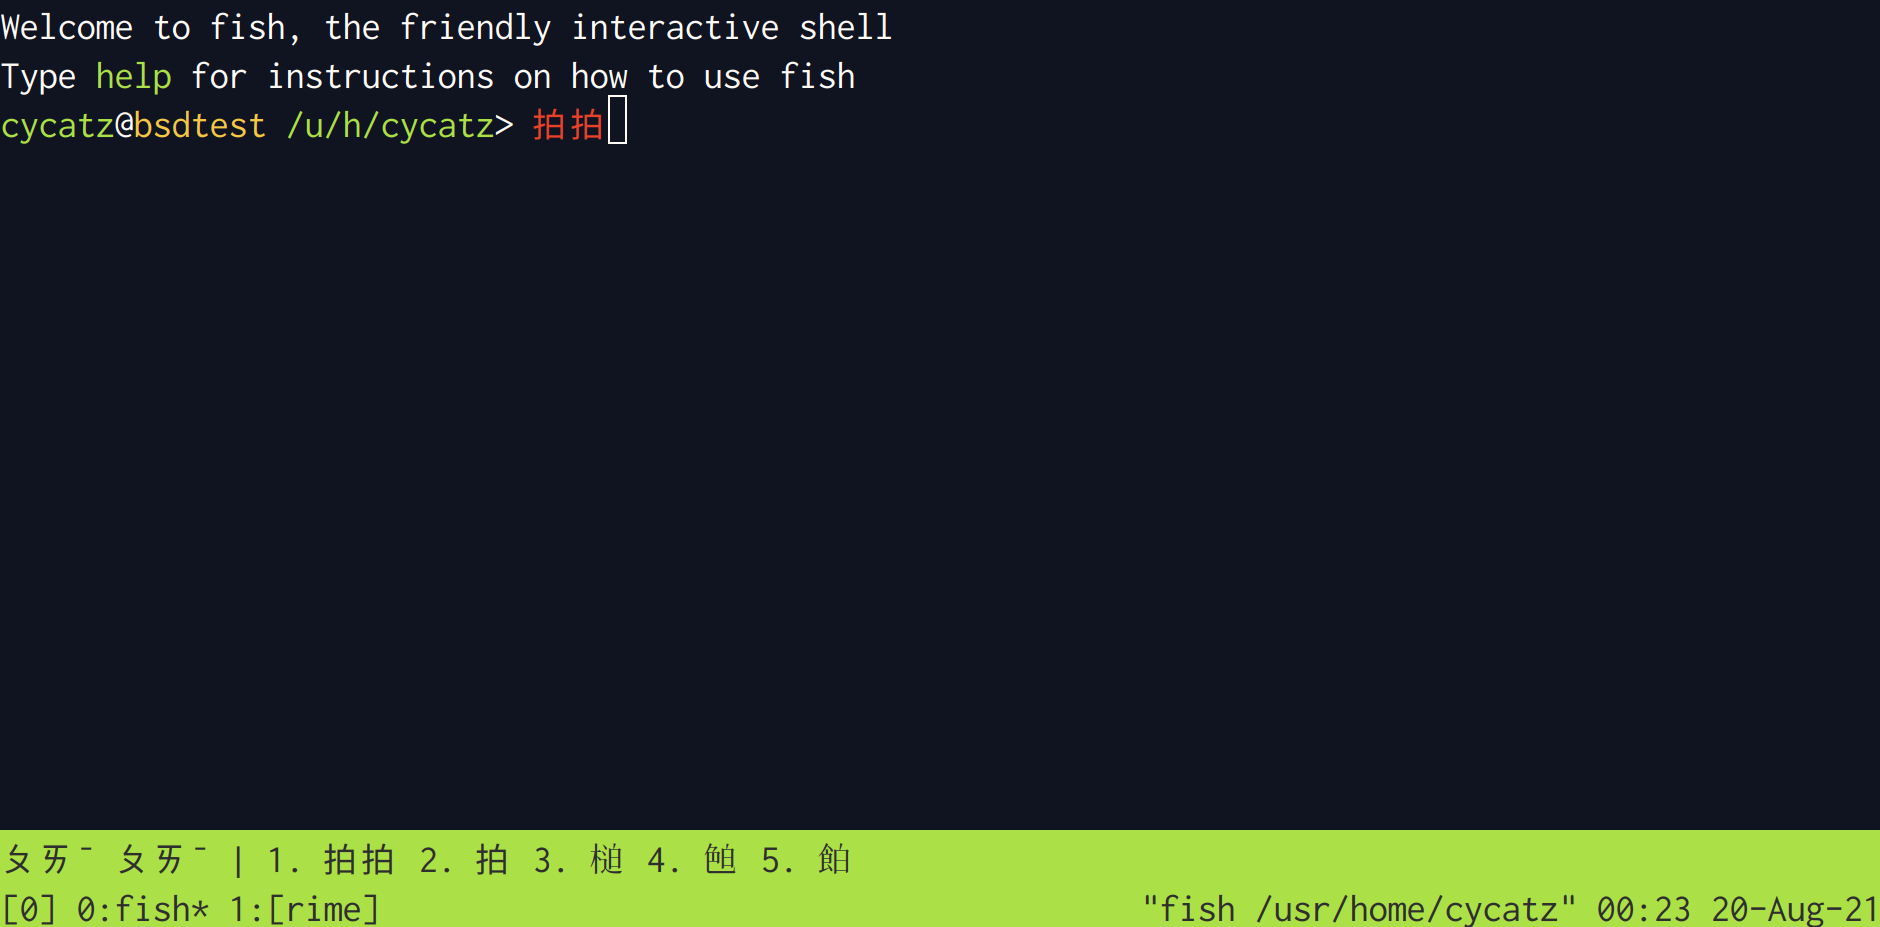 Welcome to fish, the friendly interactive shell
Type help for instructions on how to use fish
cycatz@bsdtest /u/h/cycatz> 拍拍
ㄆㄞˉ ㄆㄞˉ | 1. 拍拍 2. 拍 3. 槌 4. 5.
[0] 0:fish* 1:[rime] "fish /usr/home/cycatz" 00:23 20-Aug-21